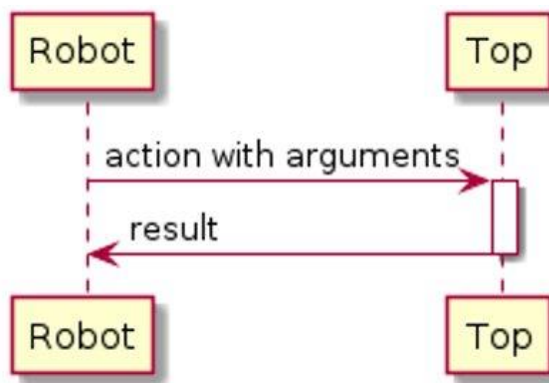 Robot
Top
action with arguments
result
Robot
Top